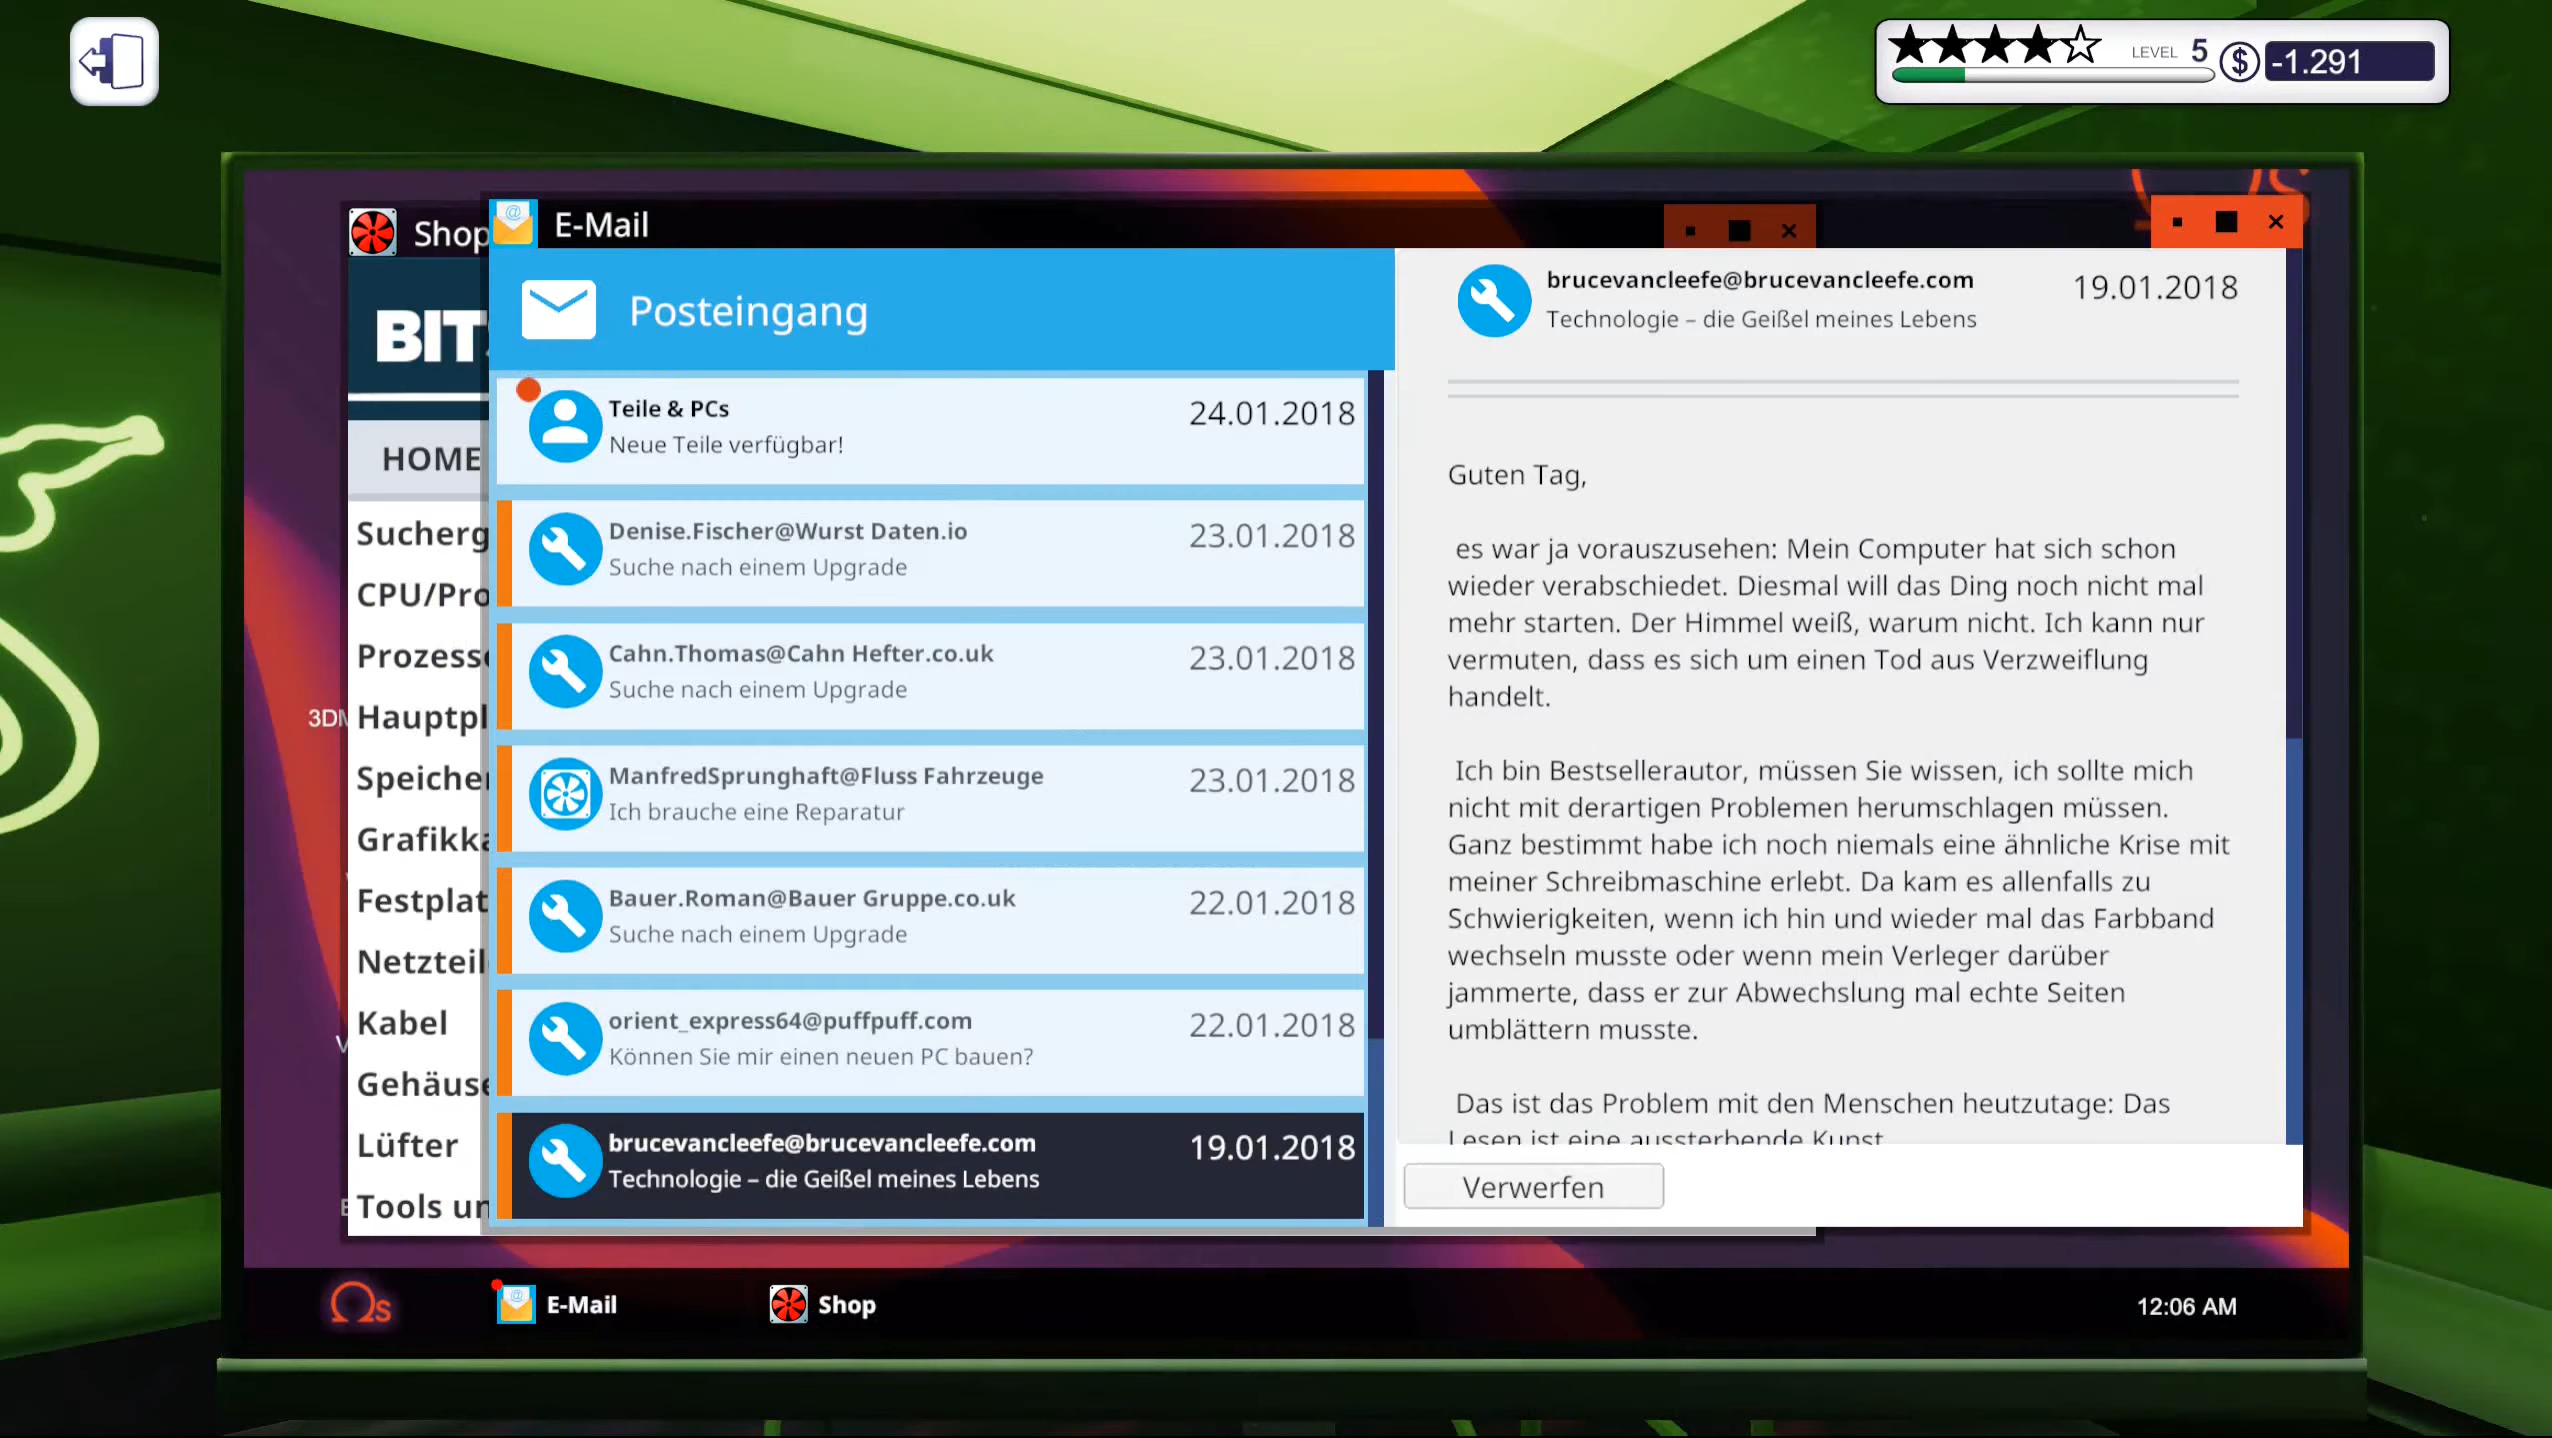 LEVEL 5
-1.291
Shop
E-Mail
BIT
HOME
CPU/Pro
Kabel
Lüfter
Posteingang
Teile & PCs
24.01.2018
Neue Teile verfügbar!
Denise.Fischer@Wurst Daten.io
23.01.2018
Suche nach einem Upgrade
Cahn.Thomas@Cahn Hefter.co.uk
23.01.2018
Suche nach einem Upgrade
ManfredSprunghaft@Fluss Fahrzeuge
23.01.2018
Ich brauche eine Reparatur
Bauer.Roman@Bauer Gruppe.co.uk
22.01.2018
Suche nach einem Upgrade
orient_express64@puffpuff.com
22.01.2018
Können Sie mir einen neuen PC bauen?
brucevancleefe@brucevancleefe.com
19.01.2018
Technologie – die Geißel meines Lebens
brucevancleefe@brucevancleefe.com
19.01.2018
Technologie – die Geißel meines Lebens
Guten Tag,
es war ja vorauszusehen: Mein Computer hat sich schon
wieder verabschiedet. Diesmal will das Ding noch nicht mal
mehr starten. Der Himmel weiß, warum nicht. Ich kann nur
vermuten, dass es sich um einen Tod aus Verzweiflung
handelt.
Ich bin Bestsellerautor, müssen Sie wissen, ich sollte mich
nicht mit derartigen Problemen herumschlagen müssen.
Ganz bestimmt habe ich noch niemals eine ähnliche Krise mit
meiner Schreibmaschine erlebt. Da kam es allenfalls zu
Schwierigkeiten, wenn ich hin und wieder mal das Farbband
wechseln musste oder wenn mein Verleger darüber
jammerte, dass er zur Abwechslung mal echte Seiten
umblättern musste.
Das ist das Problem mit den Menschen heutzutage: Das
Lesen ist eine aussterbende Kunst
Verwerfen
E-Mail
Shop
12:06 AM